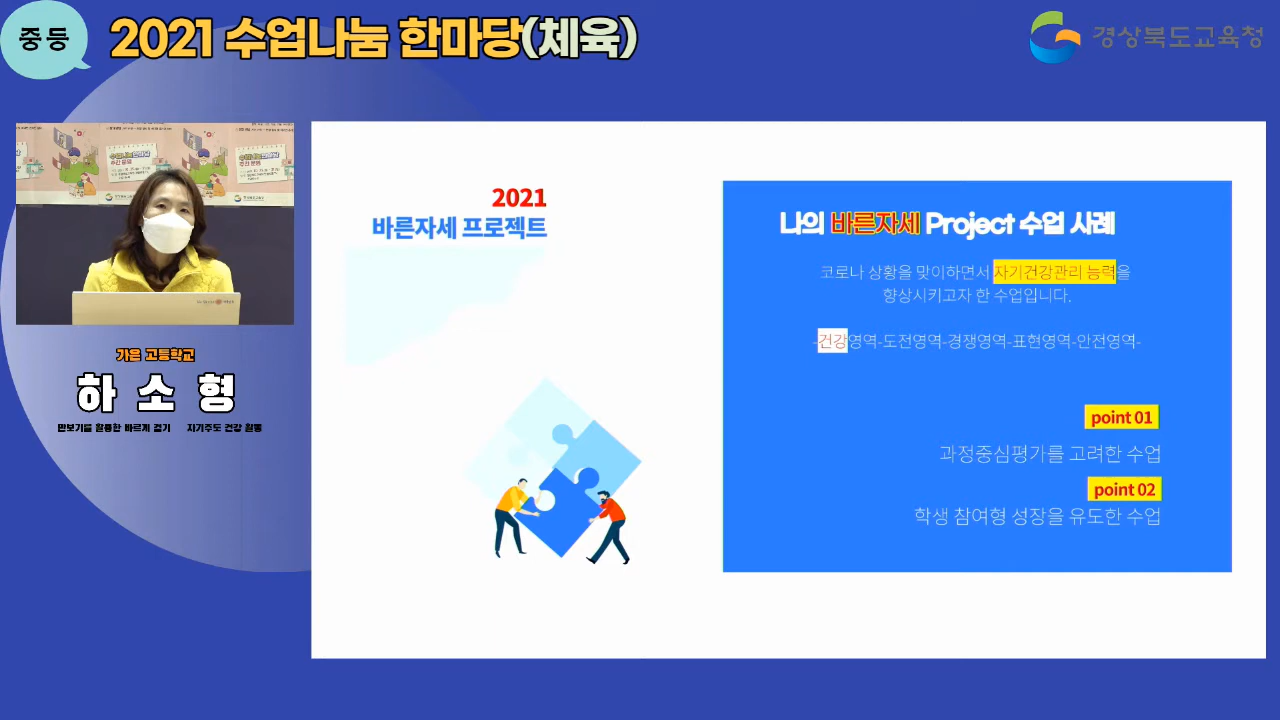 중등
2021 수업나눔 한마당(체육)
경상북도교육청
가은 고등학교
하 소 형
만보기를 활용한 바르게 걷기 자기주도 건강 원평
2021
바른자세 프로젝트
나의 바른자세 Project 수업 사례
코로나 상황을 맞이하면서 자기건강관리 능력을
향상시키고자 한 수업입니다.
-건강영역-도전영역-경쟁영역-표현영역-안전영역-
point 01
과정중심평가를 고려한 수업
point 02
학생 참여형 성장을 유도한 수업